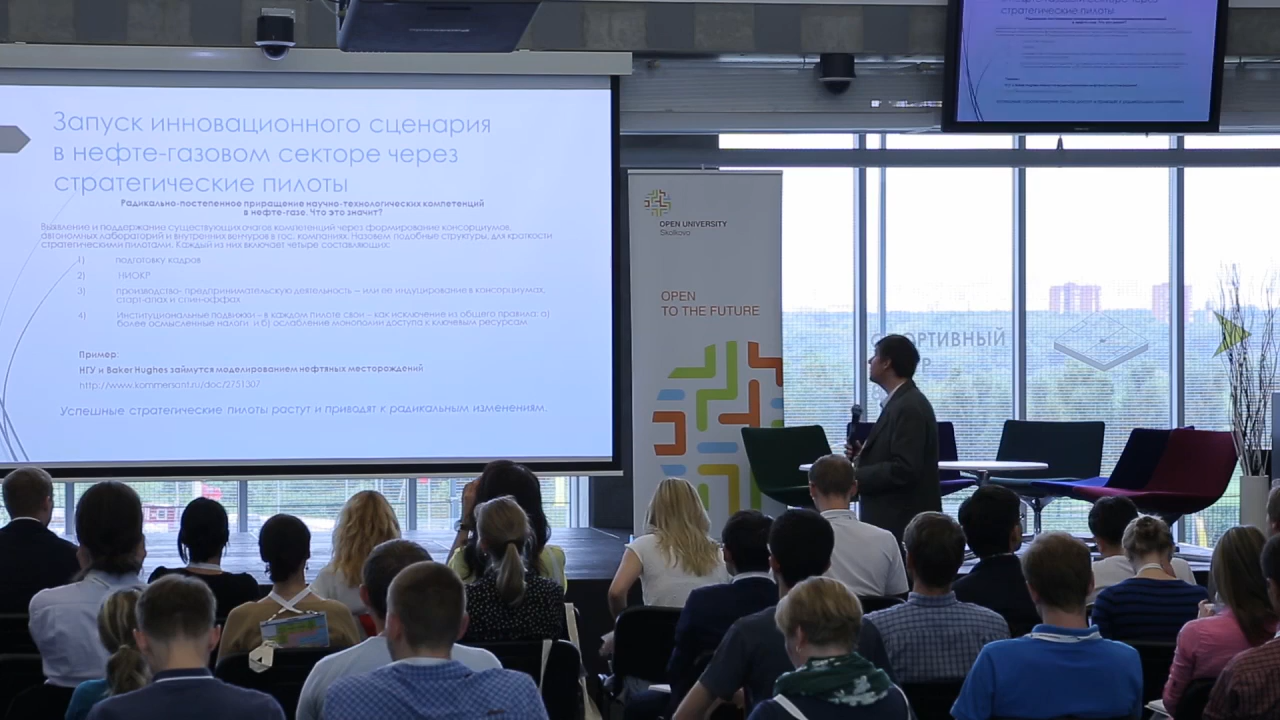 Запуск инновационного сценария
в нефте-газовом секторе через
стратегические пилоты
Радикально-постепенное приращение научно-технологических компетенций
в нефте-газе. Что это значит?
Выявление и поддержание существующих очагов компетенций через формирование консорциумов,
автономных лабораторий и внутренних венчуров в гос. компаниях. Назовем подобные структуры, для краткости
стратегическими пилотами. Каждый из них включает четыре составляющих:
1) подготовку кадров
2) НИОКР
3) производство- предпринимательскую деятельность – или ее индуцирование в консорциумах,
старт-апах и спин-оффах
4) Институциональные подвижки – в каждом пилоте свои – как исключение из общего правила: а)
более осмысленные налоги и б) ослабление монополии доступа к ключевым ресурсам
Пример:
НГУ и Baker Hughes займутся моделированием нефтяных месторождений
http://www.kommersant.ru/doc/2751307
Успешные стратегические пилоты растут и приводят к радикальным изменениям.
стратегические пилоты
OPEN UNIVERSITY
Skolkovo
OPEN
TO THE FUTURE